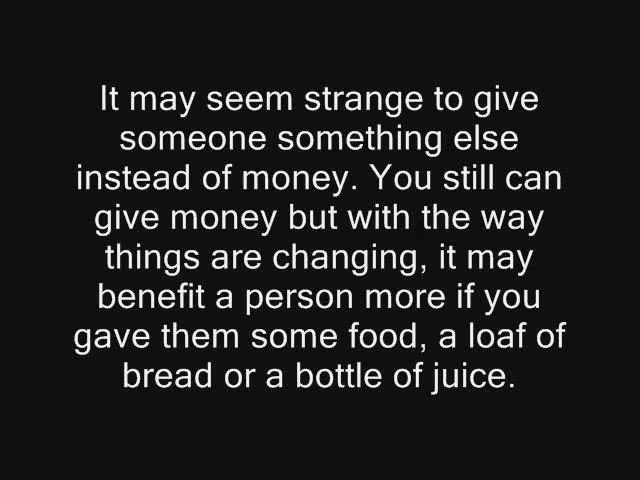 It may seem strange to give
someone something else
instead of money. You still can
give money but with the way
things are changing, it may
benefit a person more if you
gave them some food, a loaf of
bread or a bottle of juice.